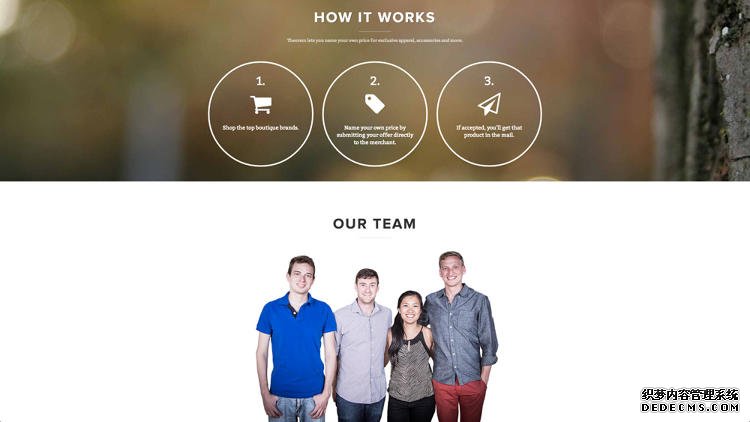 HOW IT WORKS
Theorem lets you name your own price for exclusive apparel, accessories and more.
1.
Shop the top boutique brands.
2.
Name your own price by
submitting your offer directly
to the merchant.
3.
If accepted, you'll get that
product in the mail.
OUR TEAM
织梦内容管理系统
DEDECMS.COM